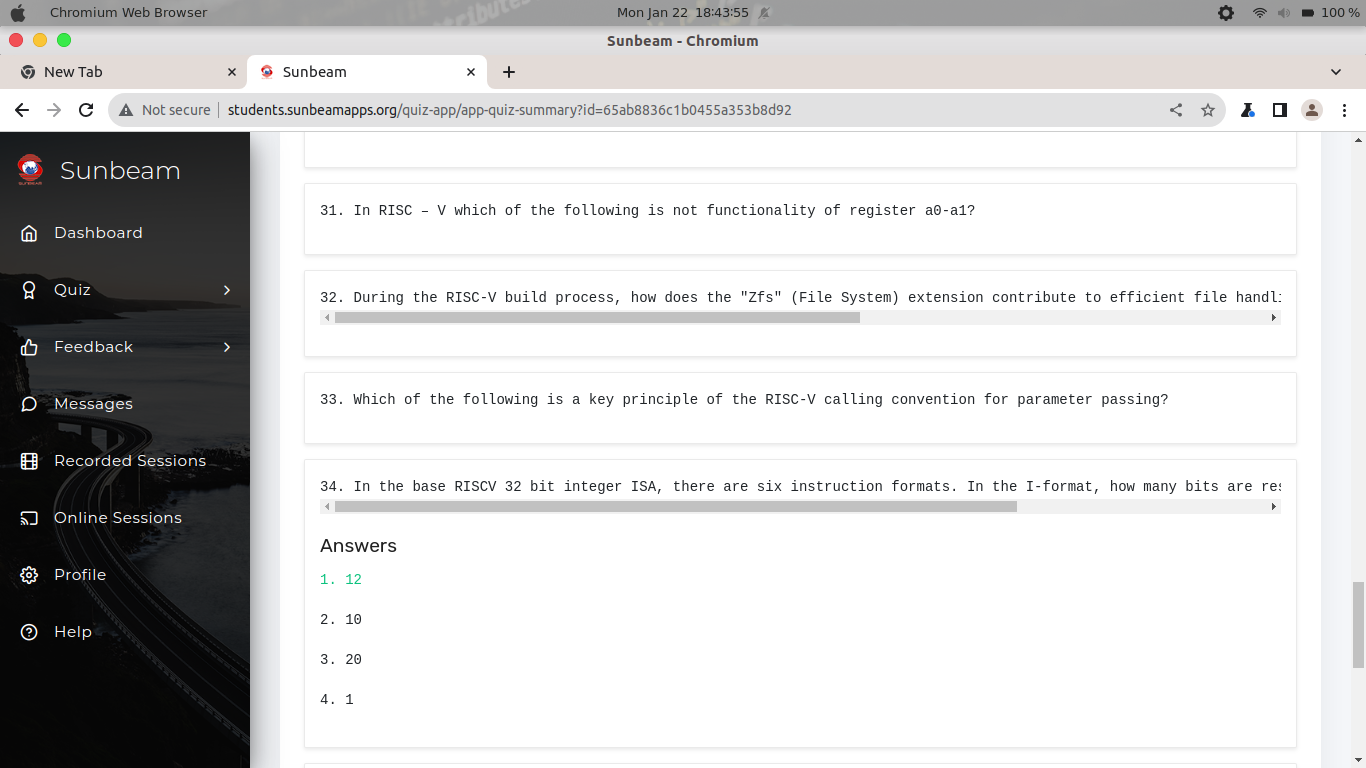 Chromium Web Browser
Mon Jan 22 18:43:55
100 %
Sunbeam - Chromium
New Tab
Sunbeam
Not secure
students.sunbeamapps.org/quiz-app/app-quiz-summary?id=65ab8836c1b0455a353b8d92
Sunbeam
Dashboard
Quiz
Feedback
Messages
Recorded Sessions
Online Sessions
Profile
Help
31. In RISC – V which of the following is not functionality of register a0-a1?
32. During the RISC-V build process, how does the "Zfs" (File System) extension contribute to efficient file handl
33. Which of the following is a key principle of the RISC-V calling convention for parameter passing?
34. In the base RISCV 32 bit integer ISA, there are six instruction formats. In the I-format, how many bits are res
Answers
1. 12
2. 10
3. 20
4. 1